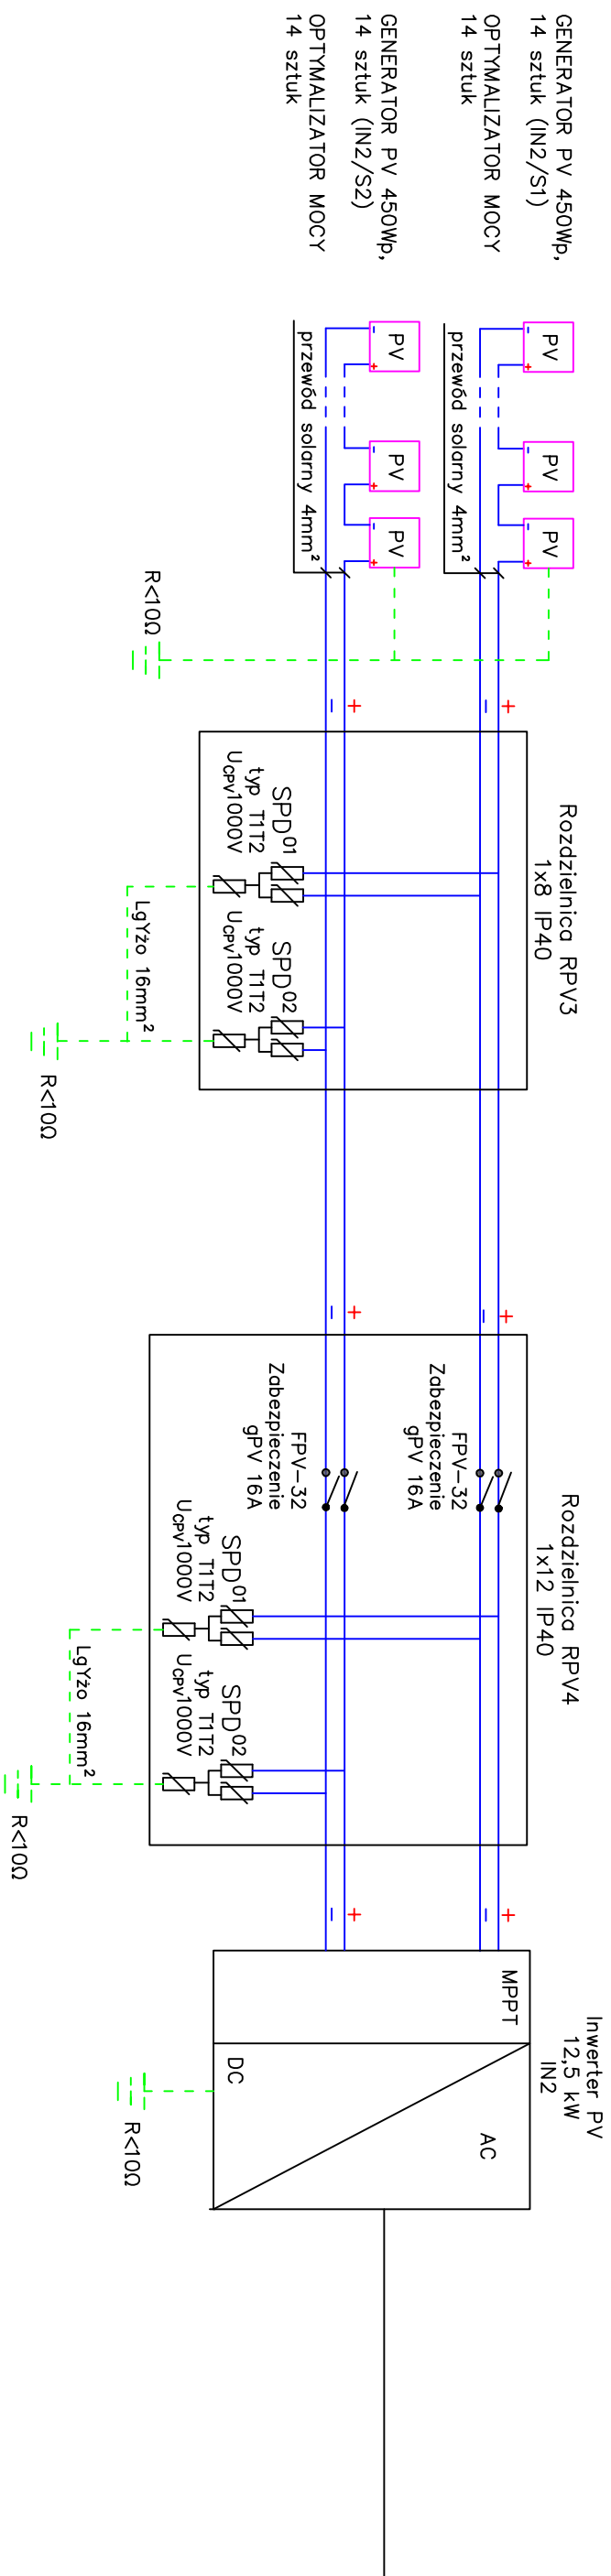 GENERATOR PV 450Wp,
14 sztuk (IN2/S1)
OPTYMALIZATOR MOCY
14 sztuk
GENERATOR PV 450Wp,
14 sztuk (IN2/S2)
OPTYMALIZATOR MOCY
14 sztuk
PV
- +
PV
- +
PV
- +
przewód solarny 4mm²
PV
- +
PV
- +
PV
- +
przewód solarny 4mm²
R<10Ω
+
-
+
-
Rozdzielnica RPV3
1x8 IP40
SPD01
typ T1T2
UCPV1000V
SPD02
typ T1T2
UCPV1000V
LgYżo 16mm²
R<10Ω
+
-
+
-
Rozdzielnica RPV4
1x12 IP40
FPV-32
Zabezpieczenie
gPV 16A
FPV-32
Zabezpieczenie
gPV 16A
SPD01
typ T1T2
UCPV1000V
SPD02
typ T1T2
UCPV1000V
LgYżo 16mm²
R<10Ω
+
-
+
-
Inwerter PV
12,5 kW
IN2
MPPT
DC
AC
R<10Ω